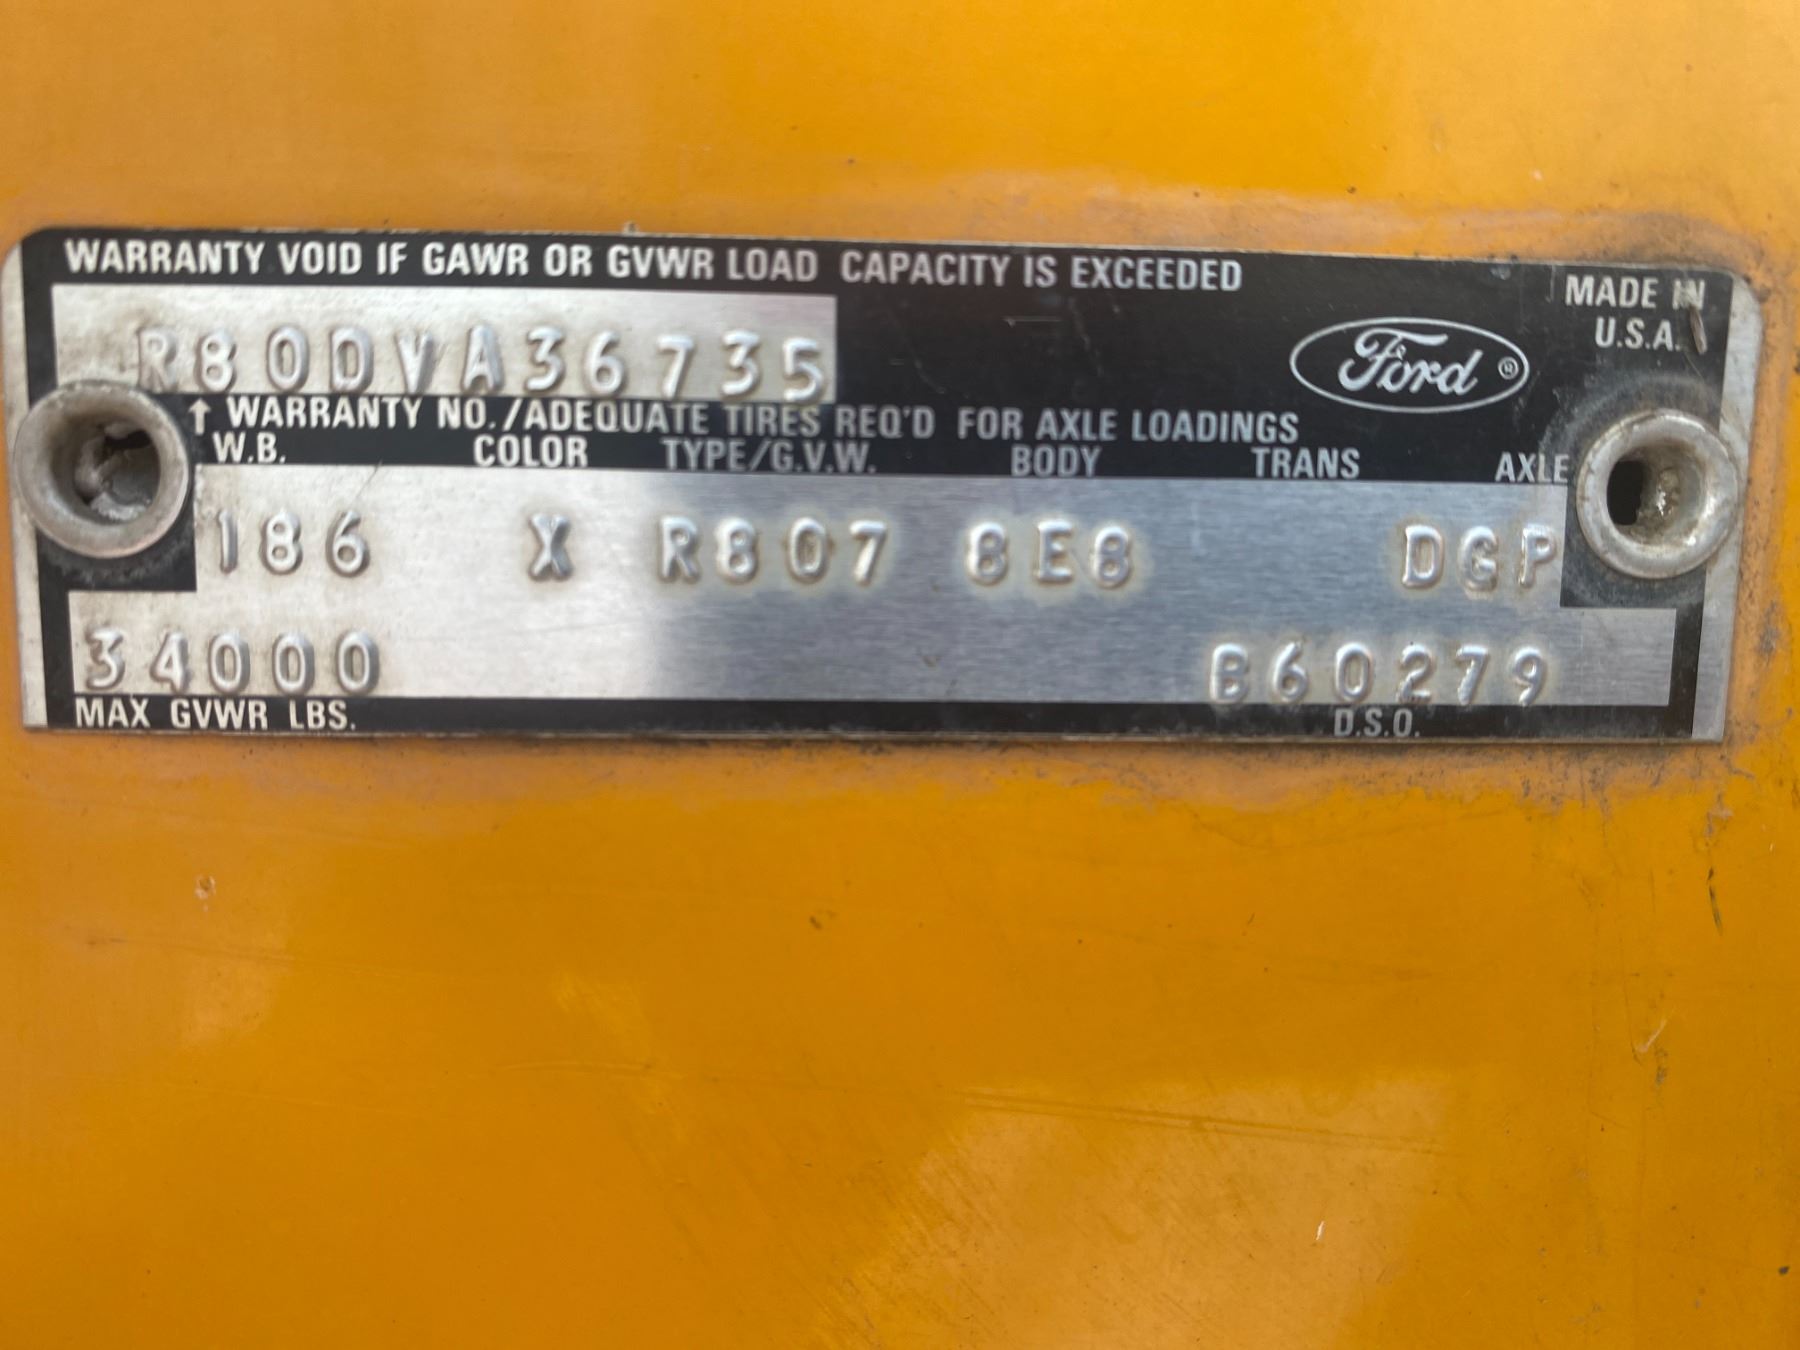 WARRANTY VOID IF GAWR OR GVWR LOAD CAPACITY IS EXCEEDED
MADE IN
U.S.A.
R80DVA36735
Ford ®
↑ WARRANTY NO./ADEQUATE TIRES REQ'D FOR AXLE LOADINGS
W.B. COLOR TYPE/G.V.W. BODY TRANS AXLE
186 X R807 8E8 DGP
34000 B60279
MAX GVWR LBS. D.S.O.